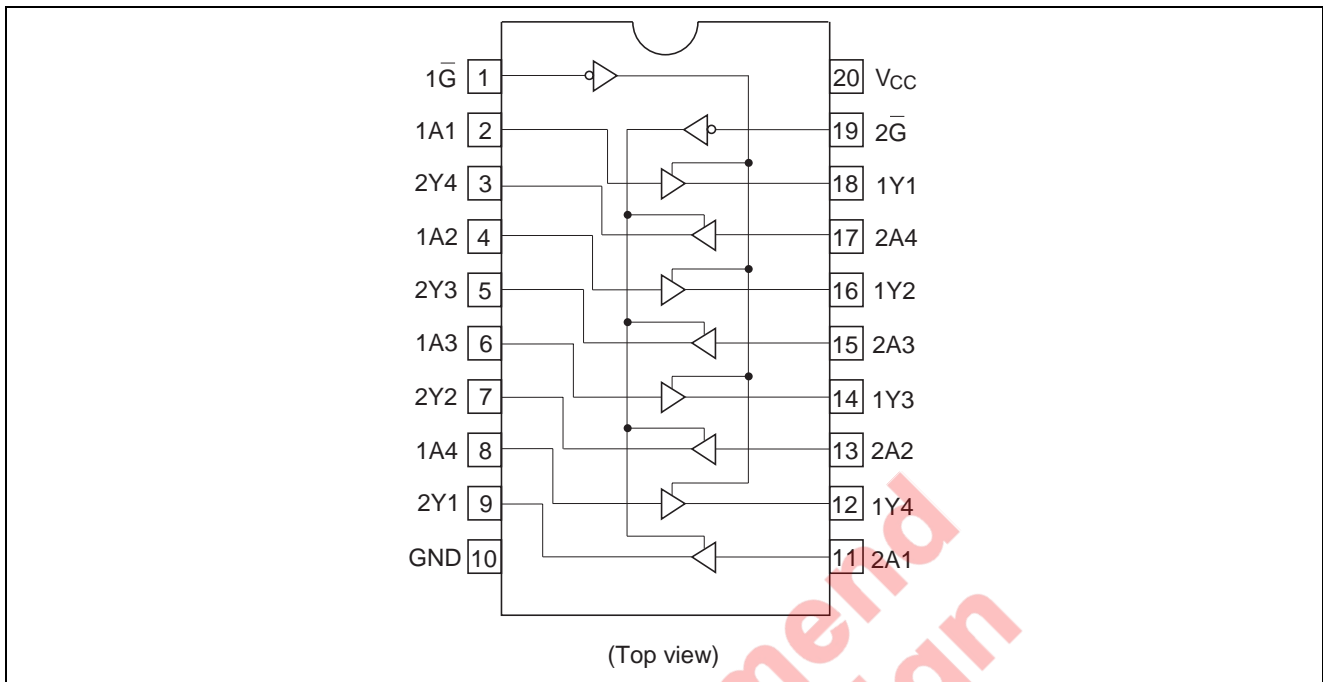 1G̅ 1
1A1 2
2Y4 3
1A2 4
2Y3 5
1A3 6
2Y2 7
1A4 8
2Y1 9
GND 10
20 VCC
19 2G̅
18 1Y1
17 2A4
16 1Y2
15 2A3
14 1Y3
13 2A2
12 1Y4
11 2A1
(Top view)